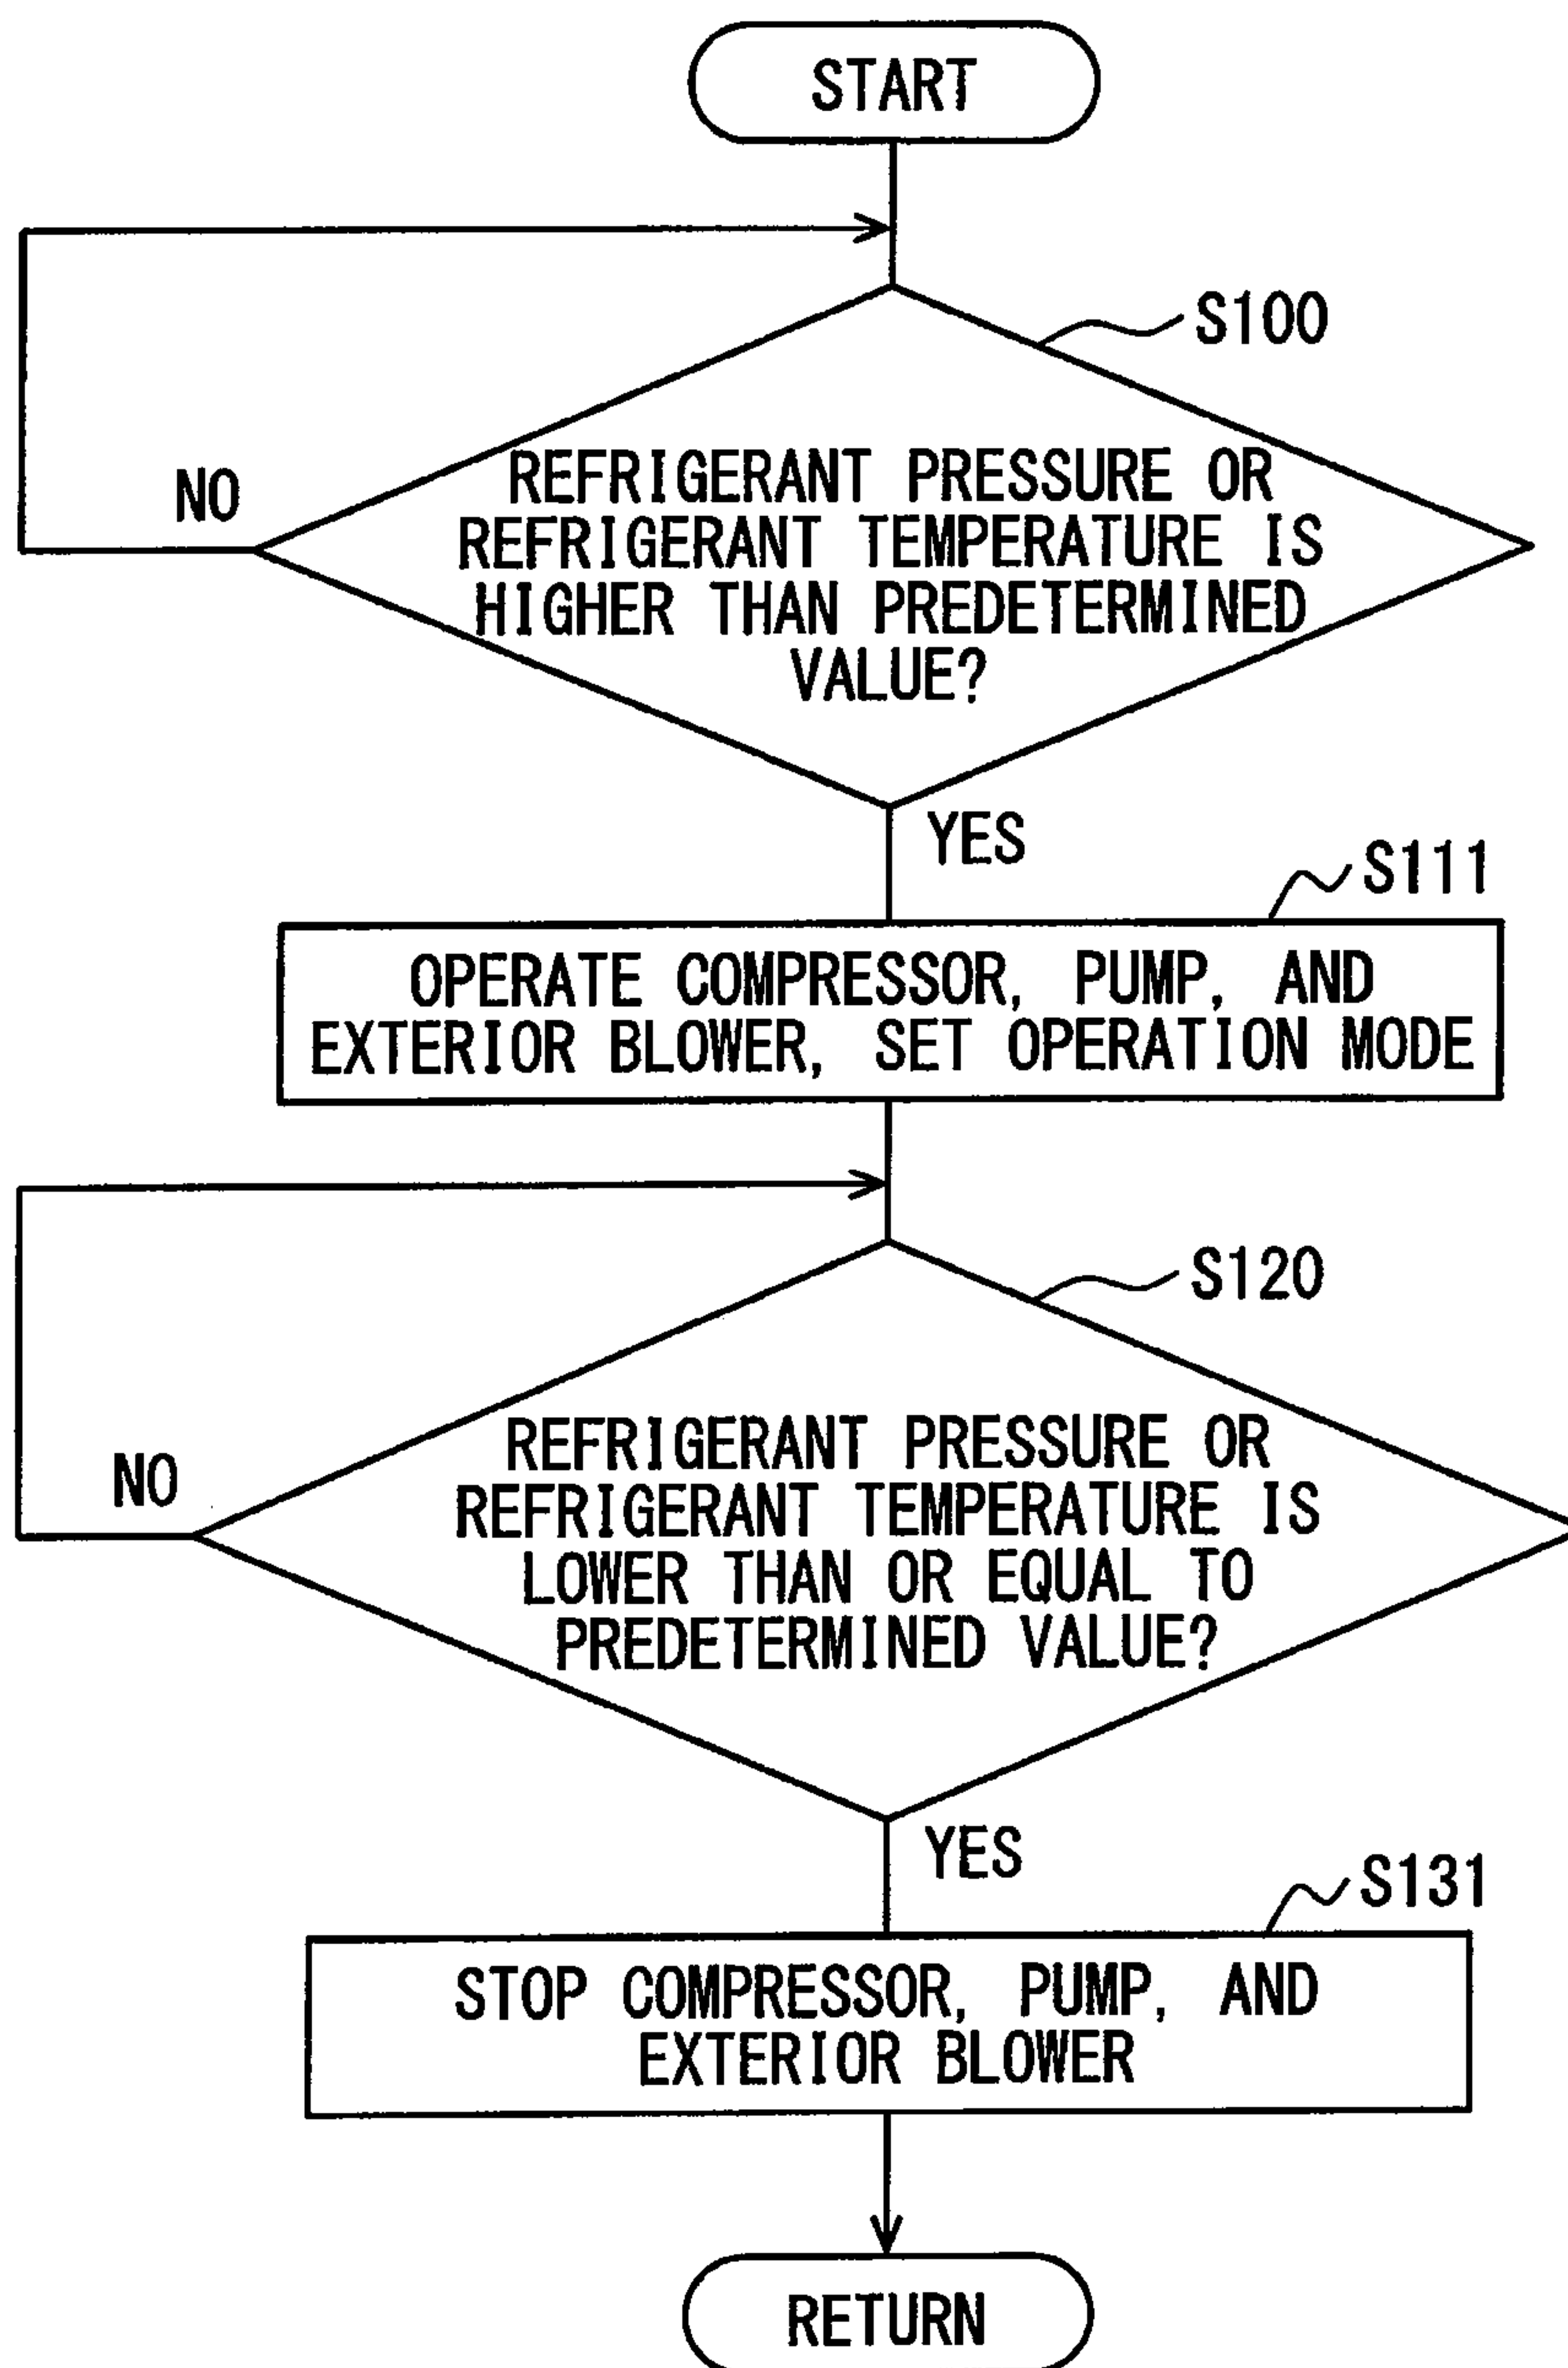 START
S100
NO
REFRIGERANT PRESSURE OR
REFRIGERANT TEMPERATURE IS
HIGHER THAN PREDETERMINED
VALUE?
YES
S111
OPERATE COMPRESSOR, PUMP, AND
EXTERIOR BLOWER, SET OPERATION MODE
S120
NO
REFRIGERANT PRESSURE OR
REFRIGERANT TEMPERATURE IS
LOWER THAN OR EQUAL TO
PREDETERMINED VALUE?
YES
S131
STOP COMPRESSOR, PUMP, AND
EXTERIOR BLOWER
RETURN